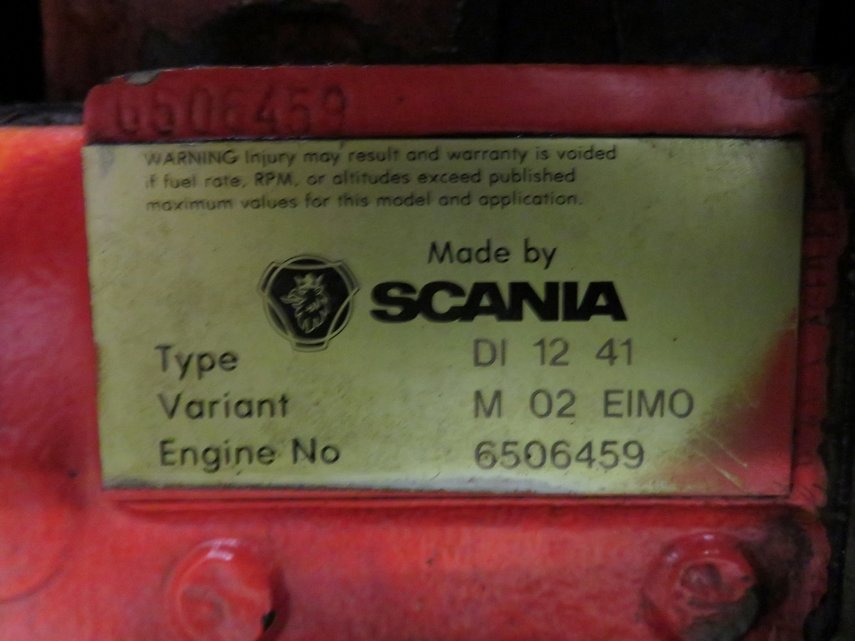 6506459
WARNING Injury may result and warranty is voided
if fuel rate, RPM, or altitudes exceed published
maximum values for this model and application.
Made by
SCANIA
Type DI 12 41
Variant M 02 EIMO
Engine No 6506459